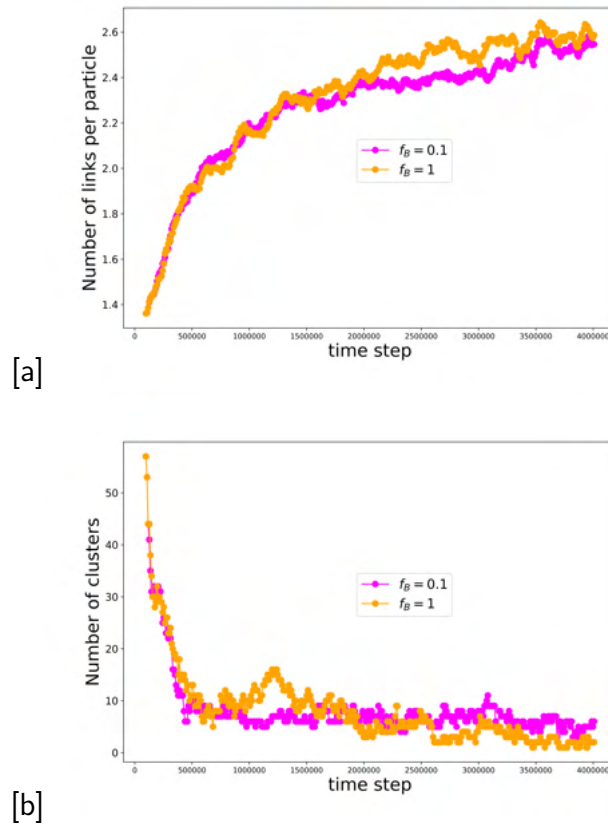 2.6
2.4
2.2
2.0
1.8
1.6
1.4
Number of links per particle
f_B = 0.1
f_B = 1
0 500000 1000000 1500000 2000000 2500000 3000000 3500000 4000000
time step
[a]
50
40
30
20
10
0
Number of clusters
f_B = 0.1
f_B = 1
0 500000 1000000 1500000 2000000 2500000 3000000 3500000 4000000
time step
[b]